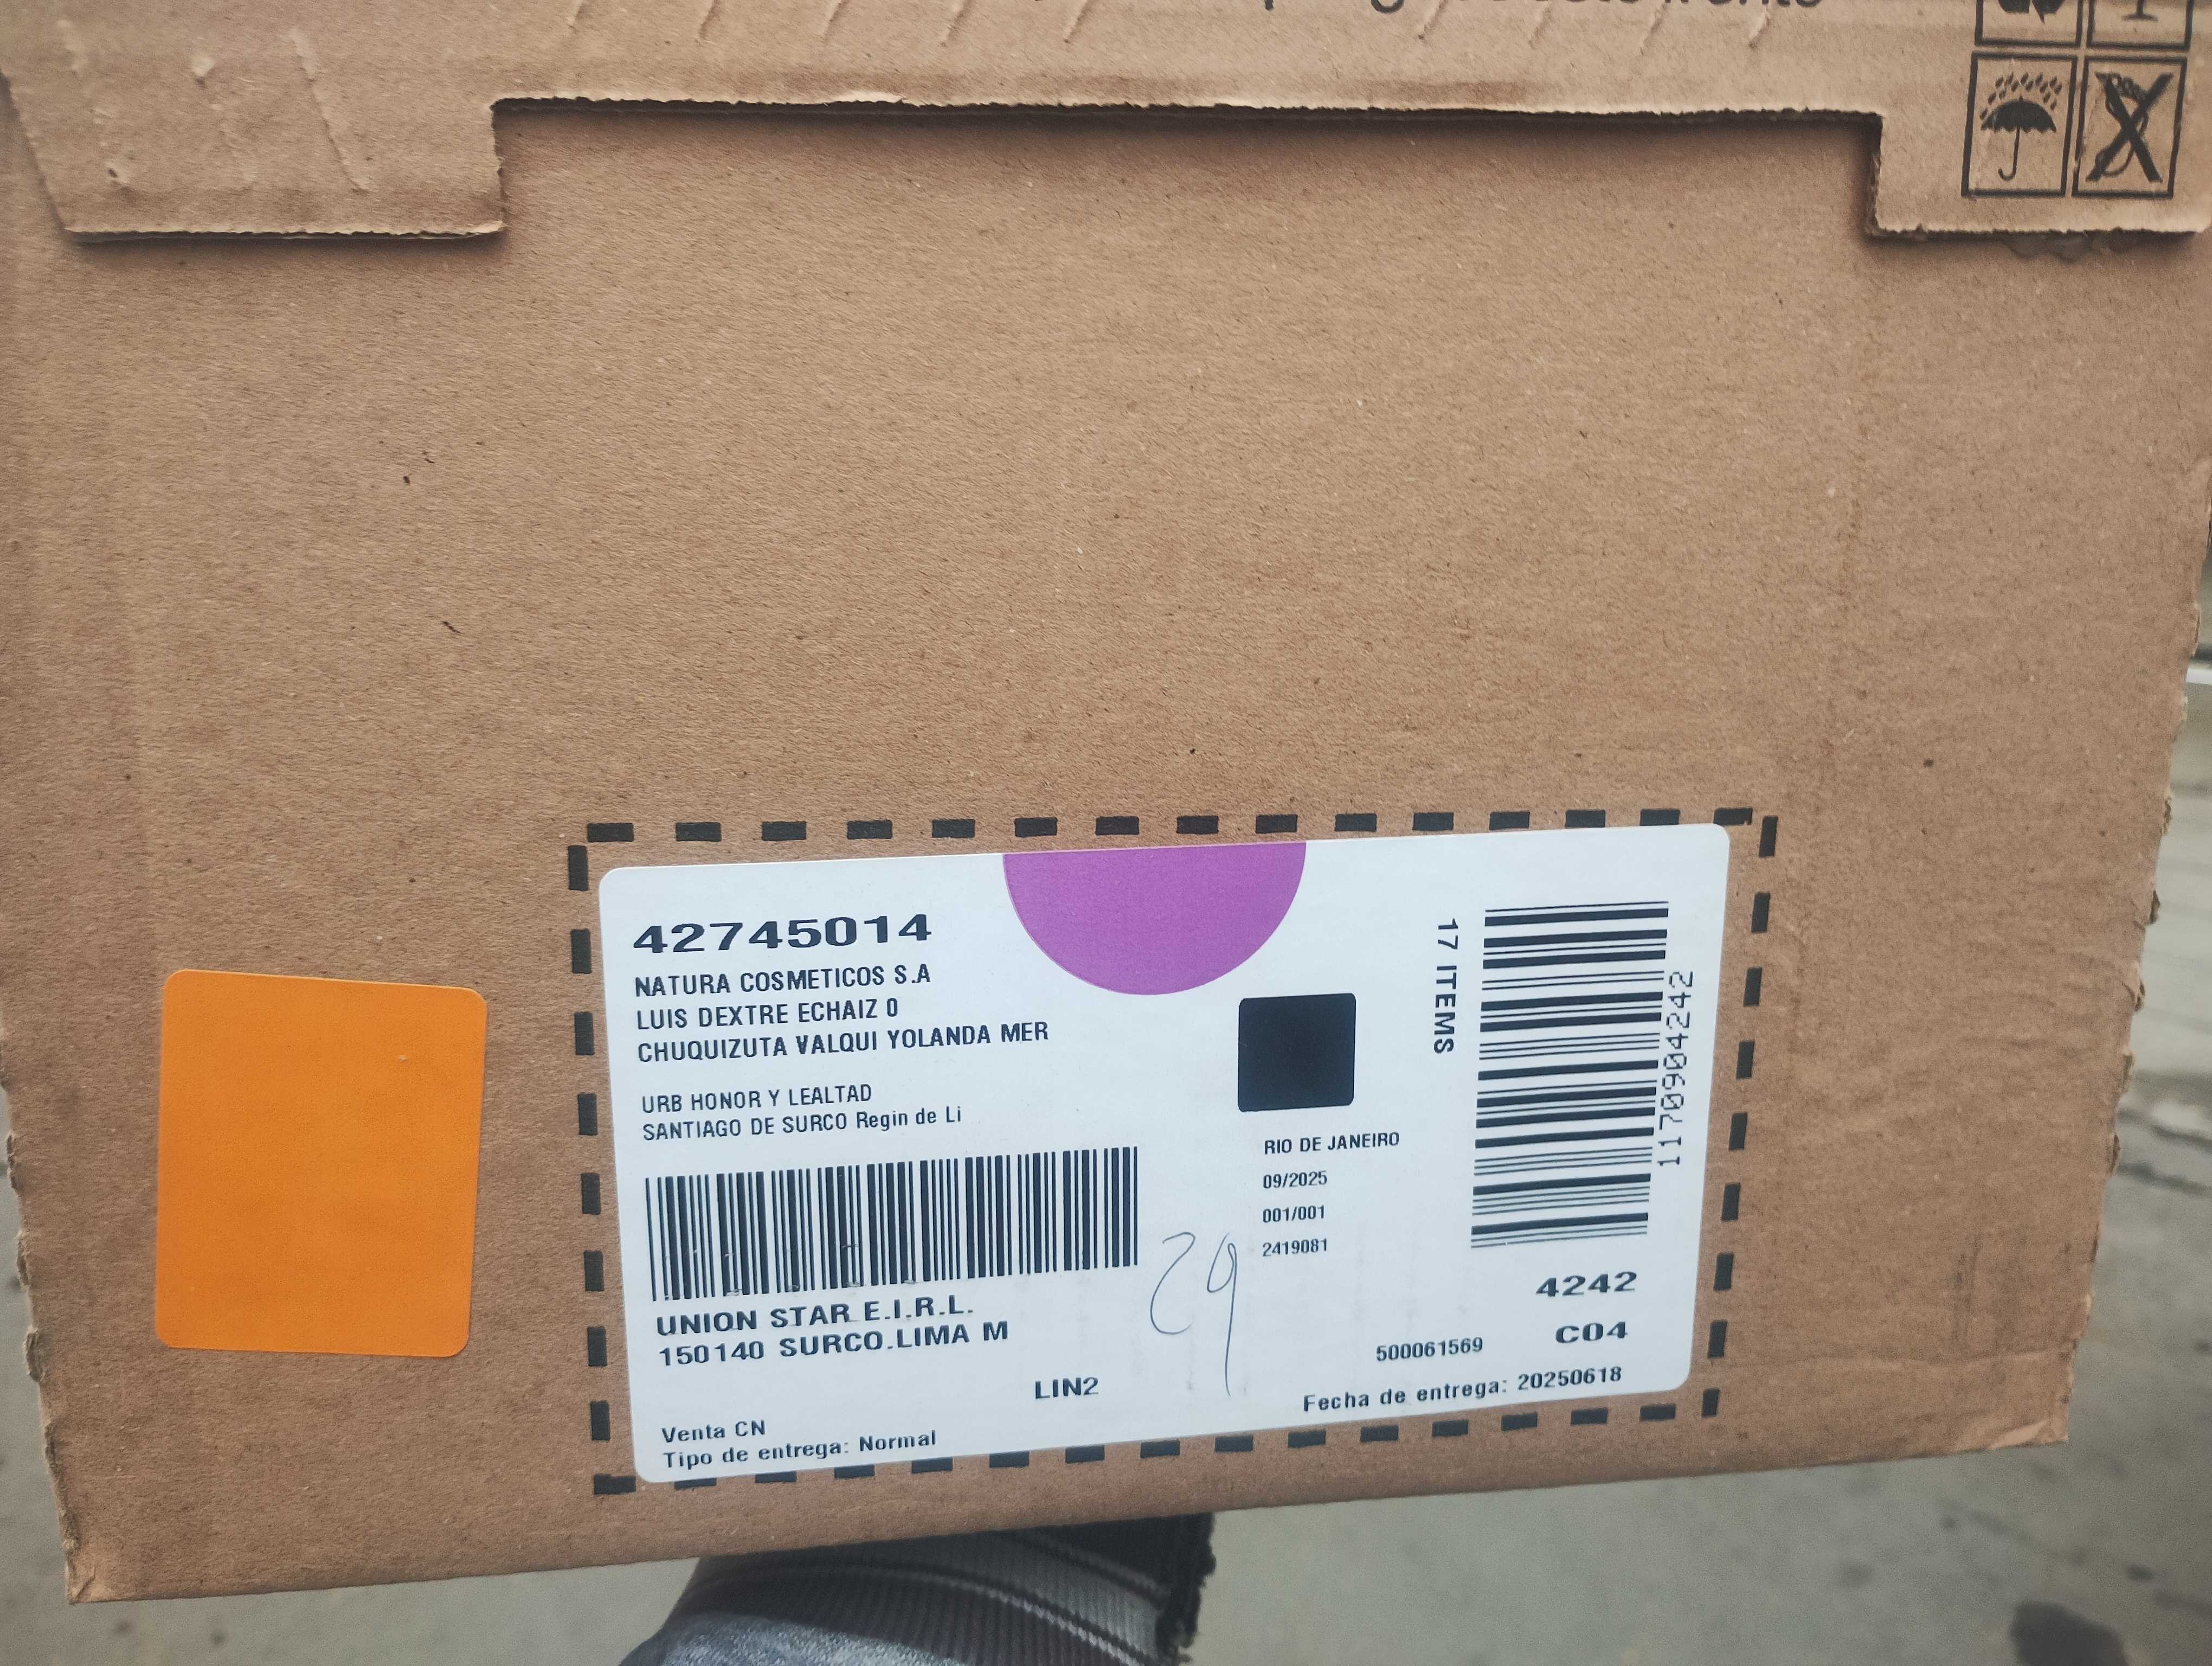 42745014
NATURA COSMETICOS S.A
LUIS DEXTRE ECHAIZ 0
CHUQUIZUTA VALQUI YOLANDA MER
URB HONOR Y LEALTAD
SANTIAGO DE SURCO Regin de Li
UNION STAR E.I.R.L.
150140 SURCO.LIMA M
LIN2
Venta CN
Tipo de entrega: Normal
29
RIO DE JANEIRO
09/2025
001/001
2419081
17 ITEMS
117090604242
4242
C04
500061569
Fecha de entrega: 20250618